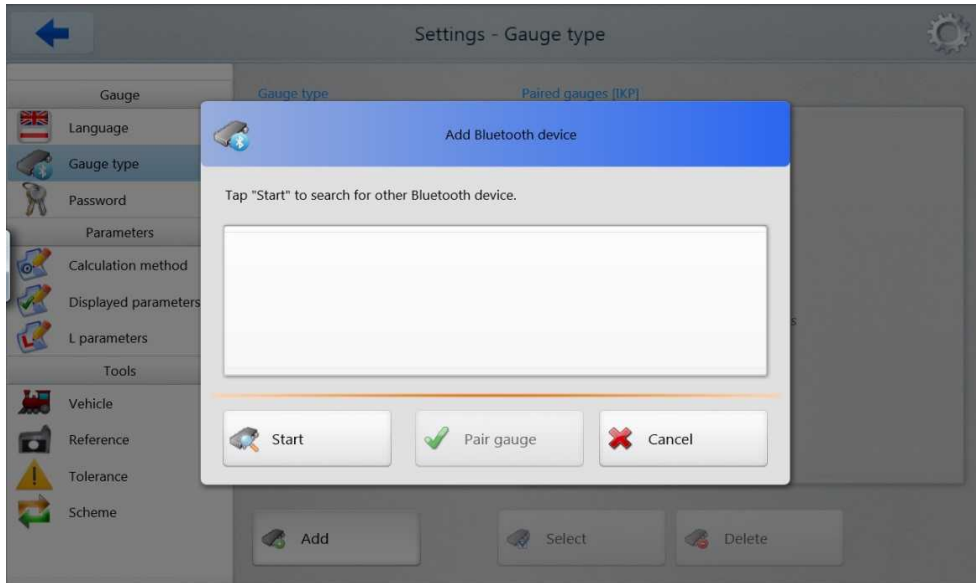 Settings - Gauge type
Gauge
Language
Gauge type
Password
Parameters
Calculation method
Displayed parameters
L parameters
Tools
Vehicle
Reference
Tolerance
Scheme
Gauge type
Paired gauges [IKP]
Add Bluetooth device
Tap "Start" to search for other Bluetooth device.
Start
Pair gauge
Cancel
Add
Select
Delete